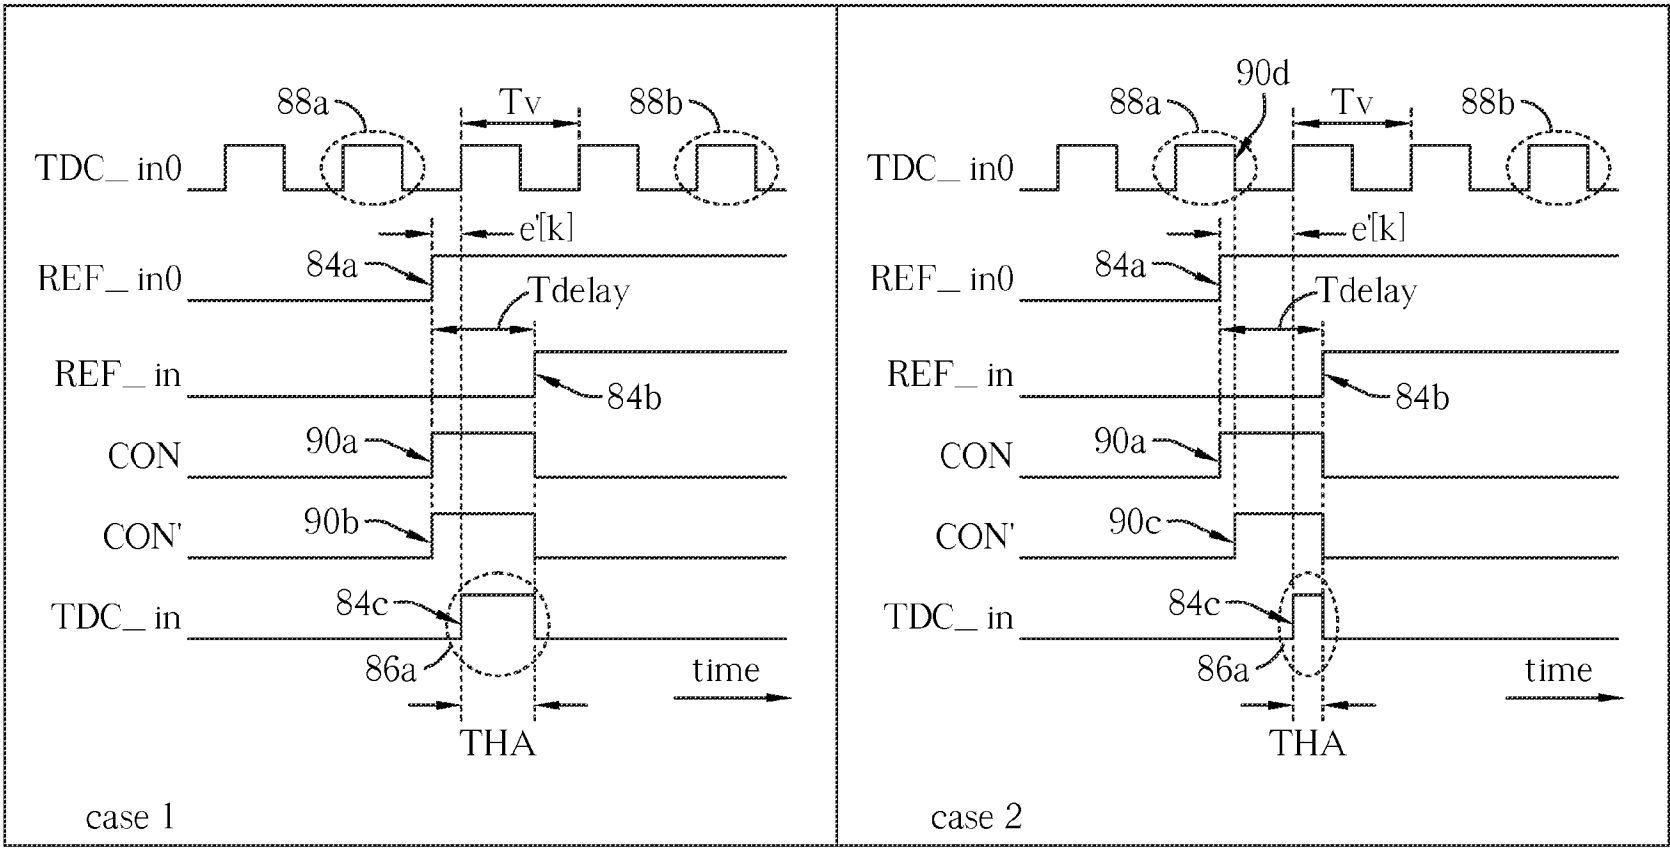 88a
Tv
88b
TDC_ in0
e'[k]
84a
REF_ in0
Tdelay
REF_ in
84b
90a
CON
90b
CON'
84c
TDC_ in
86a
time
THA
case 1
90d
88a
Tv
88b
TDC_ in0
e'[k]
84a
REF_ in0
Tdelay
REF_ in
84b
90a
CON
90c
CON'
84c
TDC_ in
86a
time
THA
case 2